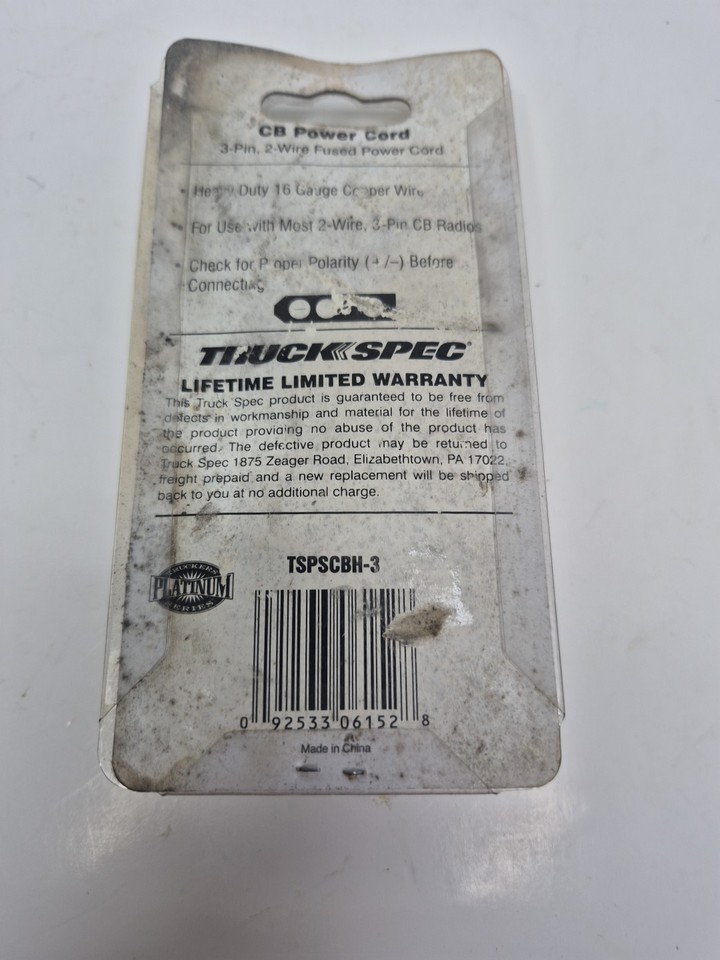 CB Power Cord
3-Pin, 2-Wire Fused Power Cord
• Heavy Duty 16 Gauge Copper Wire
• For Use with Most 2-Wire, 3-Pin CB Radios
• Check for Proper Polarity (+/–) Before
Connecting
TRUCK SPEC®
LIFETIME LIMITED WARRANTY
This Truck Spec product is guaranteed to be free from
defects in workmanship and material for the lifetime of
the product providing no abuse of the product has
occurred. The defective product may be returned to
Truck Spec 1875 Zeager Road, Elizabethtown, PA 17022,
freight prepaid and a new replacement will be shipped
back to you at no additional charge.
TSPSCBH-3
TRUCKERS
PLATINUM
SERIES
0 92533 06152 8
Made in China